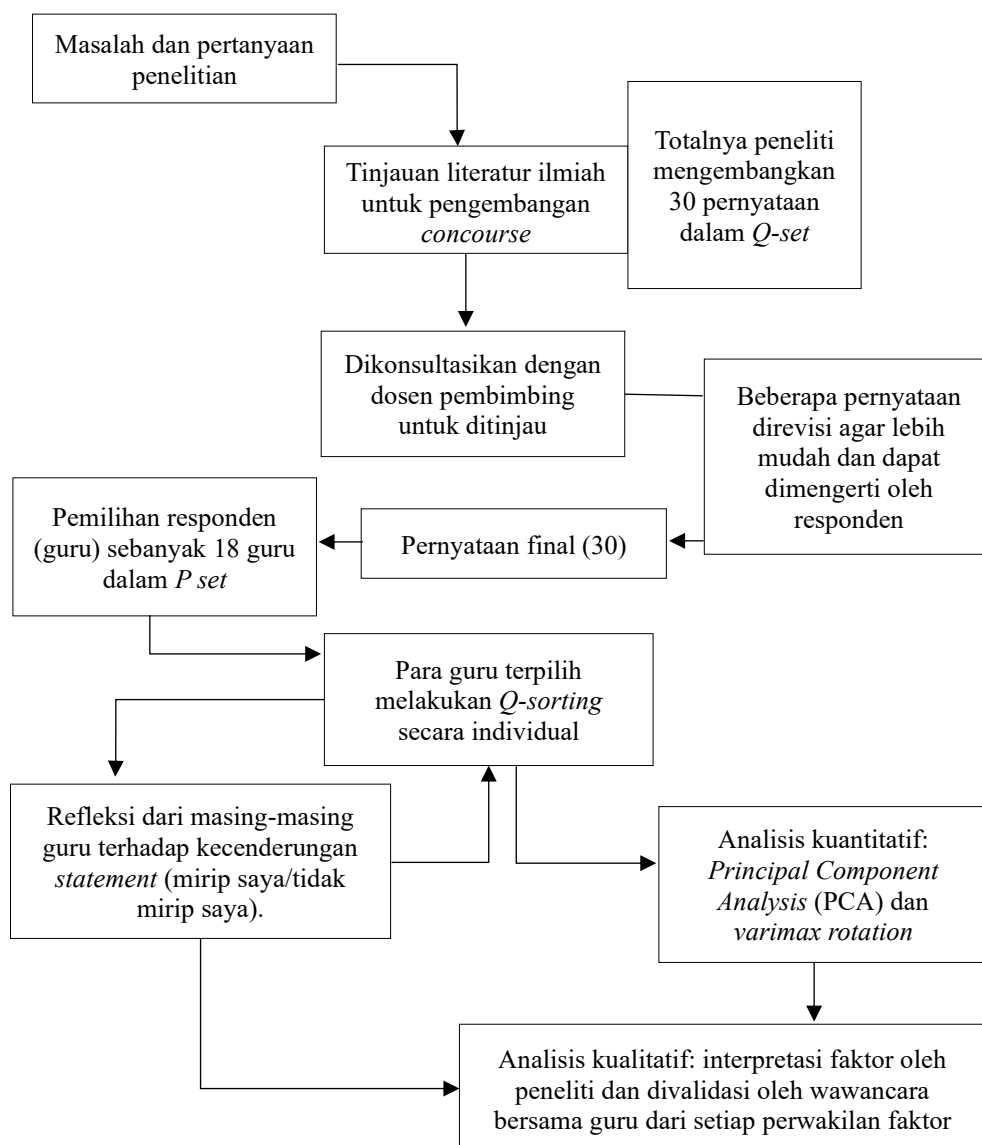 Masalah dan pertanyaan
penelitian
Tinjauan literatur ilmiah
untuk pengembangan
concourse
Totalnya peneliti
mengembangkan
30 pernyataan
dalam Q-set
Dikonsultasikan dengan
dosen pembimbing
untuk ditinjau
Beberapa pernyataan
direvisi agar lebih
mudah dan dapat
dimengerti oleh
responden
Pernyataan final (30)
Pemilihan responden
(guru) sebanyak 18 guru
dalam P set
Para guru terpilih
melakukan Q-sorting
secara individual
Refleksi dari masing-masing
guru terhadap kecenderungan
statement (mirip saya/tidak
mirip saya).
Analisis kuantitatif:
Principal Component
Analysis (PCA) dan
varimax rotation
Analisis kualitatif: interpretasi faktor oleh
peneliti dan divalidasi oleh wawancara
bersama guru dari setiap perwakilan faktor